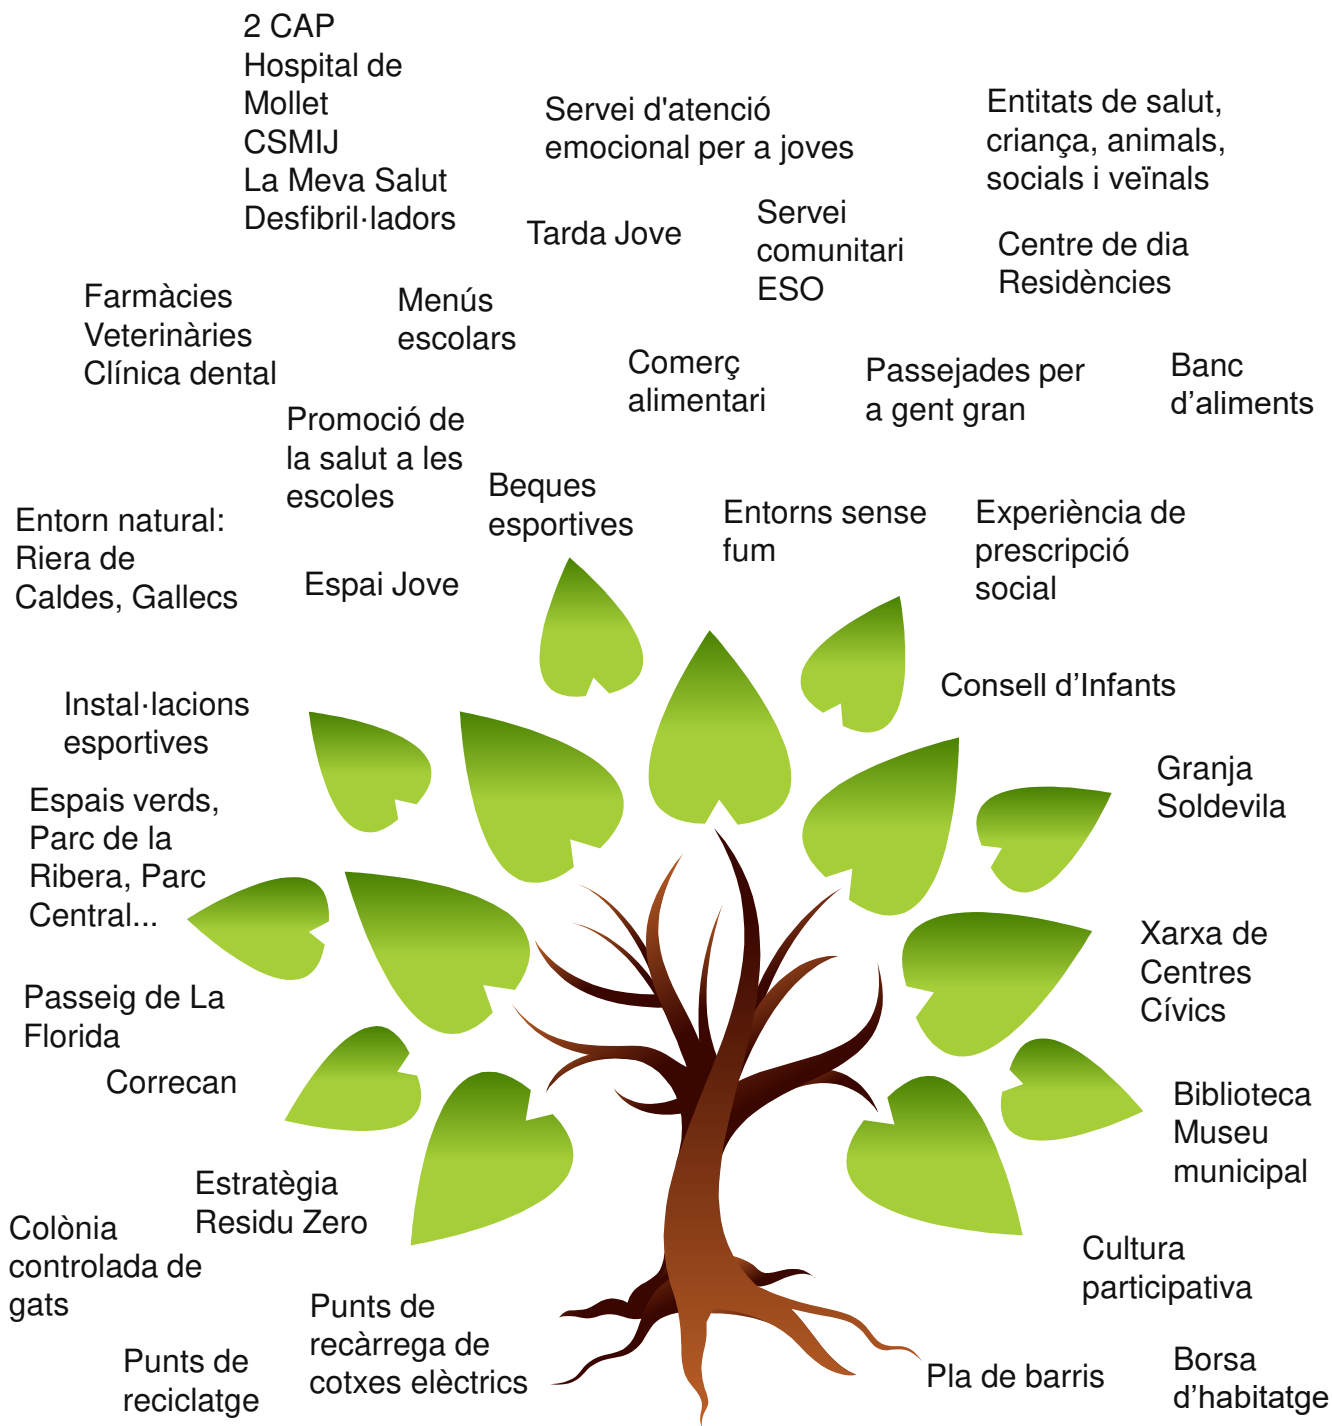 2 CAP
Hospital de
Mollet
CSMIJ
La Meva Salut
Desfibril·ladors
Servei d'atenció
emocional per a joves
Entitats de salut,
criança, animals,
socials i veïnals
Tarda Jove
Servei
comunitari
ESO
Centre de dia
Residències
Farmàcies
Veterinàries
Clínica dental
Menús
escolars
Comerç
alimentari
Passejades per
a gent gran
Banc
d’aliments
Promoció de
la salut a les
escoles
Beques
esportives
Entorns sense
fum
Experiència de
prescripció
social
Entorn natural:
Riera de
Caldes, Gallecs
Espai Jove
Consell d’Infants
Instal·lacions
esportives
Granja
Soldevila
Espais verds,
Parc de la
Ribera, Parc
Central...
Xarxa de
Centres
Cívics
Passeig de La
Florida
Correcan
Biblioteca
Museu
municipal
Estratègia
Residu Zero
Colònia
controlada de
gats
Cultura
participativa
Punts de
recàrrega de
cotxes elèctrics
Punts de
reciclatge
Pla de barris
Borsa
d’habitatge